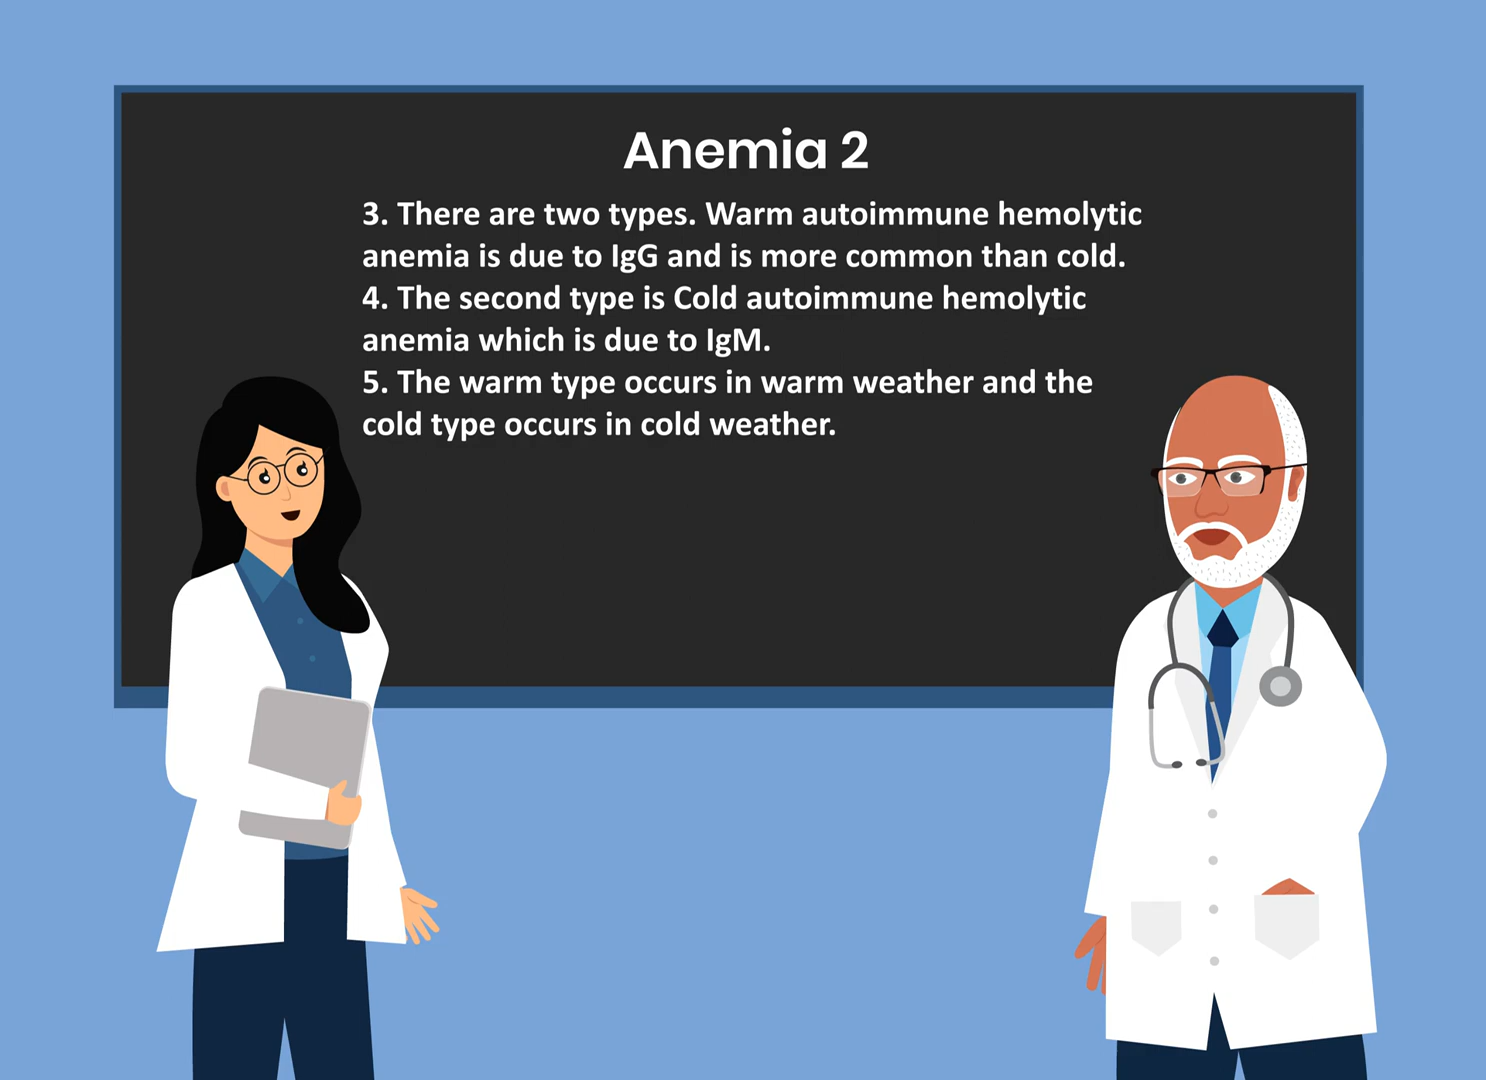 Anemia 2
3. There are two types. Warm autoimmune hemolytic
anemia is due to IgG and is more common than cold.
4. The second type is Cold autoimmune hemolytic
anemia which is due to IgM.
5. The warm type occurs in warm weather and the
cold type occurs in cold weather.